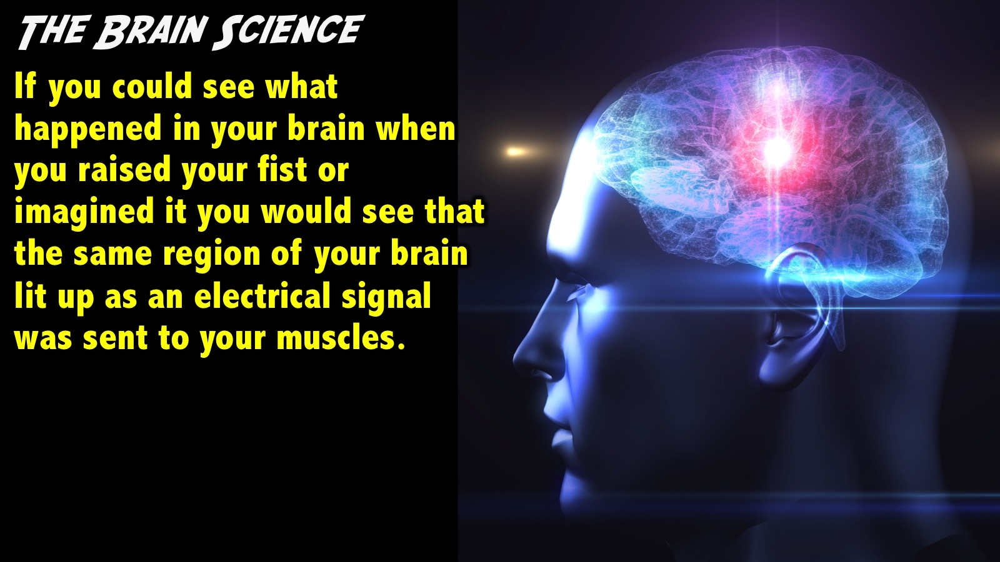 The Brain Science
If you could see what
happened in your brain when
you raised your fist or
imagined it you would see that
the same region of your brain
lit up as an electrical signal
was sent to your muscles.